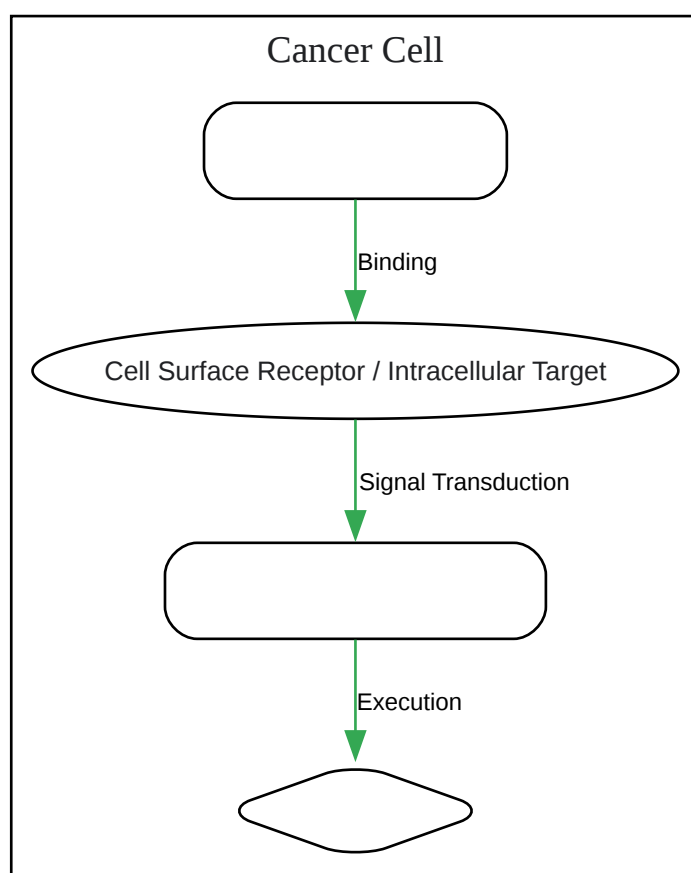 Cancer Cell
Binding
Cell Surface Receptor / Intracellular Target
Signal Transduction
Execution